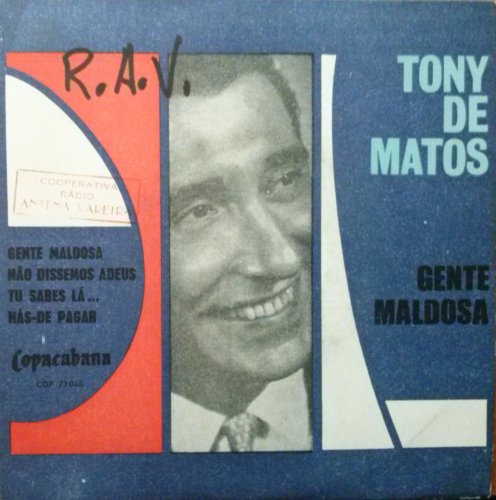 R.A.V.
TONY
DE
MATOS
COOPERATIVA
RÁDIO
ANTENA VAREIRA
GENTE MALDOSA
NÃO DISSEMOS ADEUS
TU SABES LÁ...
HÁS-DE PAGAR
Copacabana
GENTE
MALDOSA